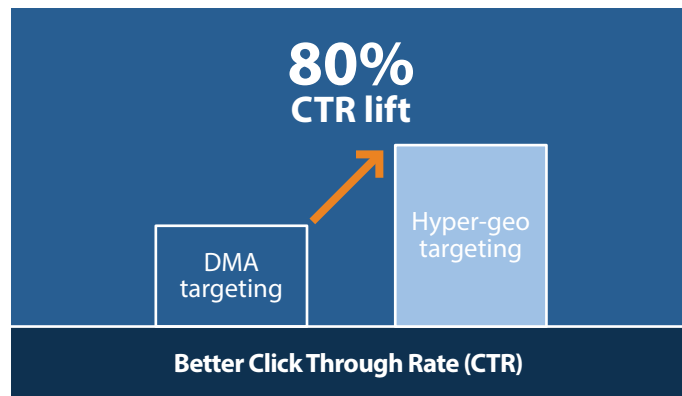 80%
CTR lift
Hyper-geo
targeting
DMA
targeting
Better Click Through Rate (CTR)